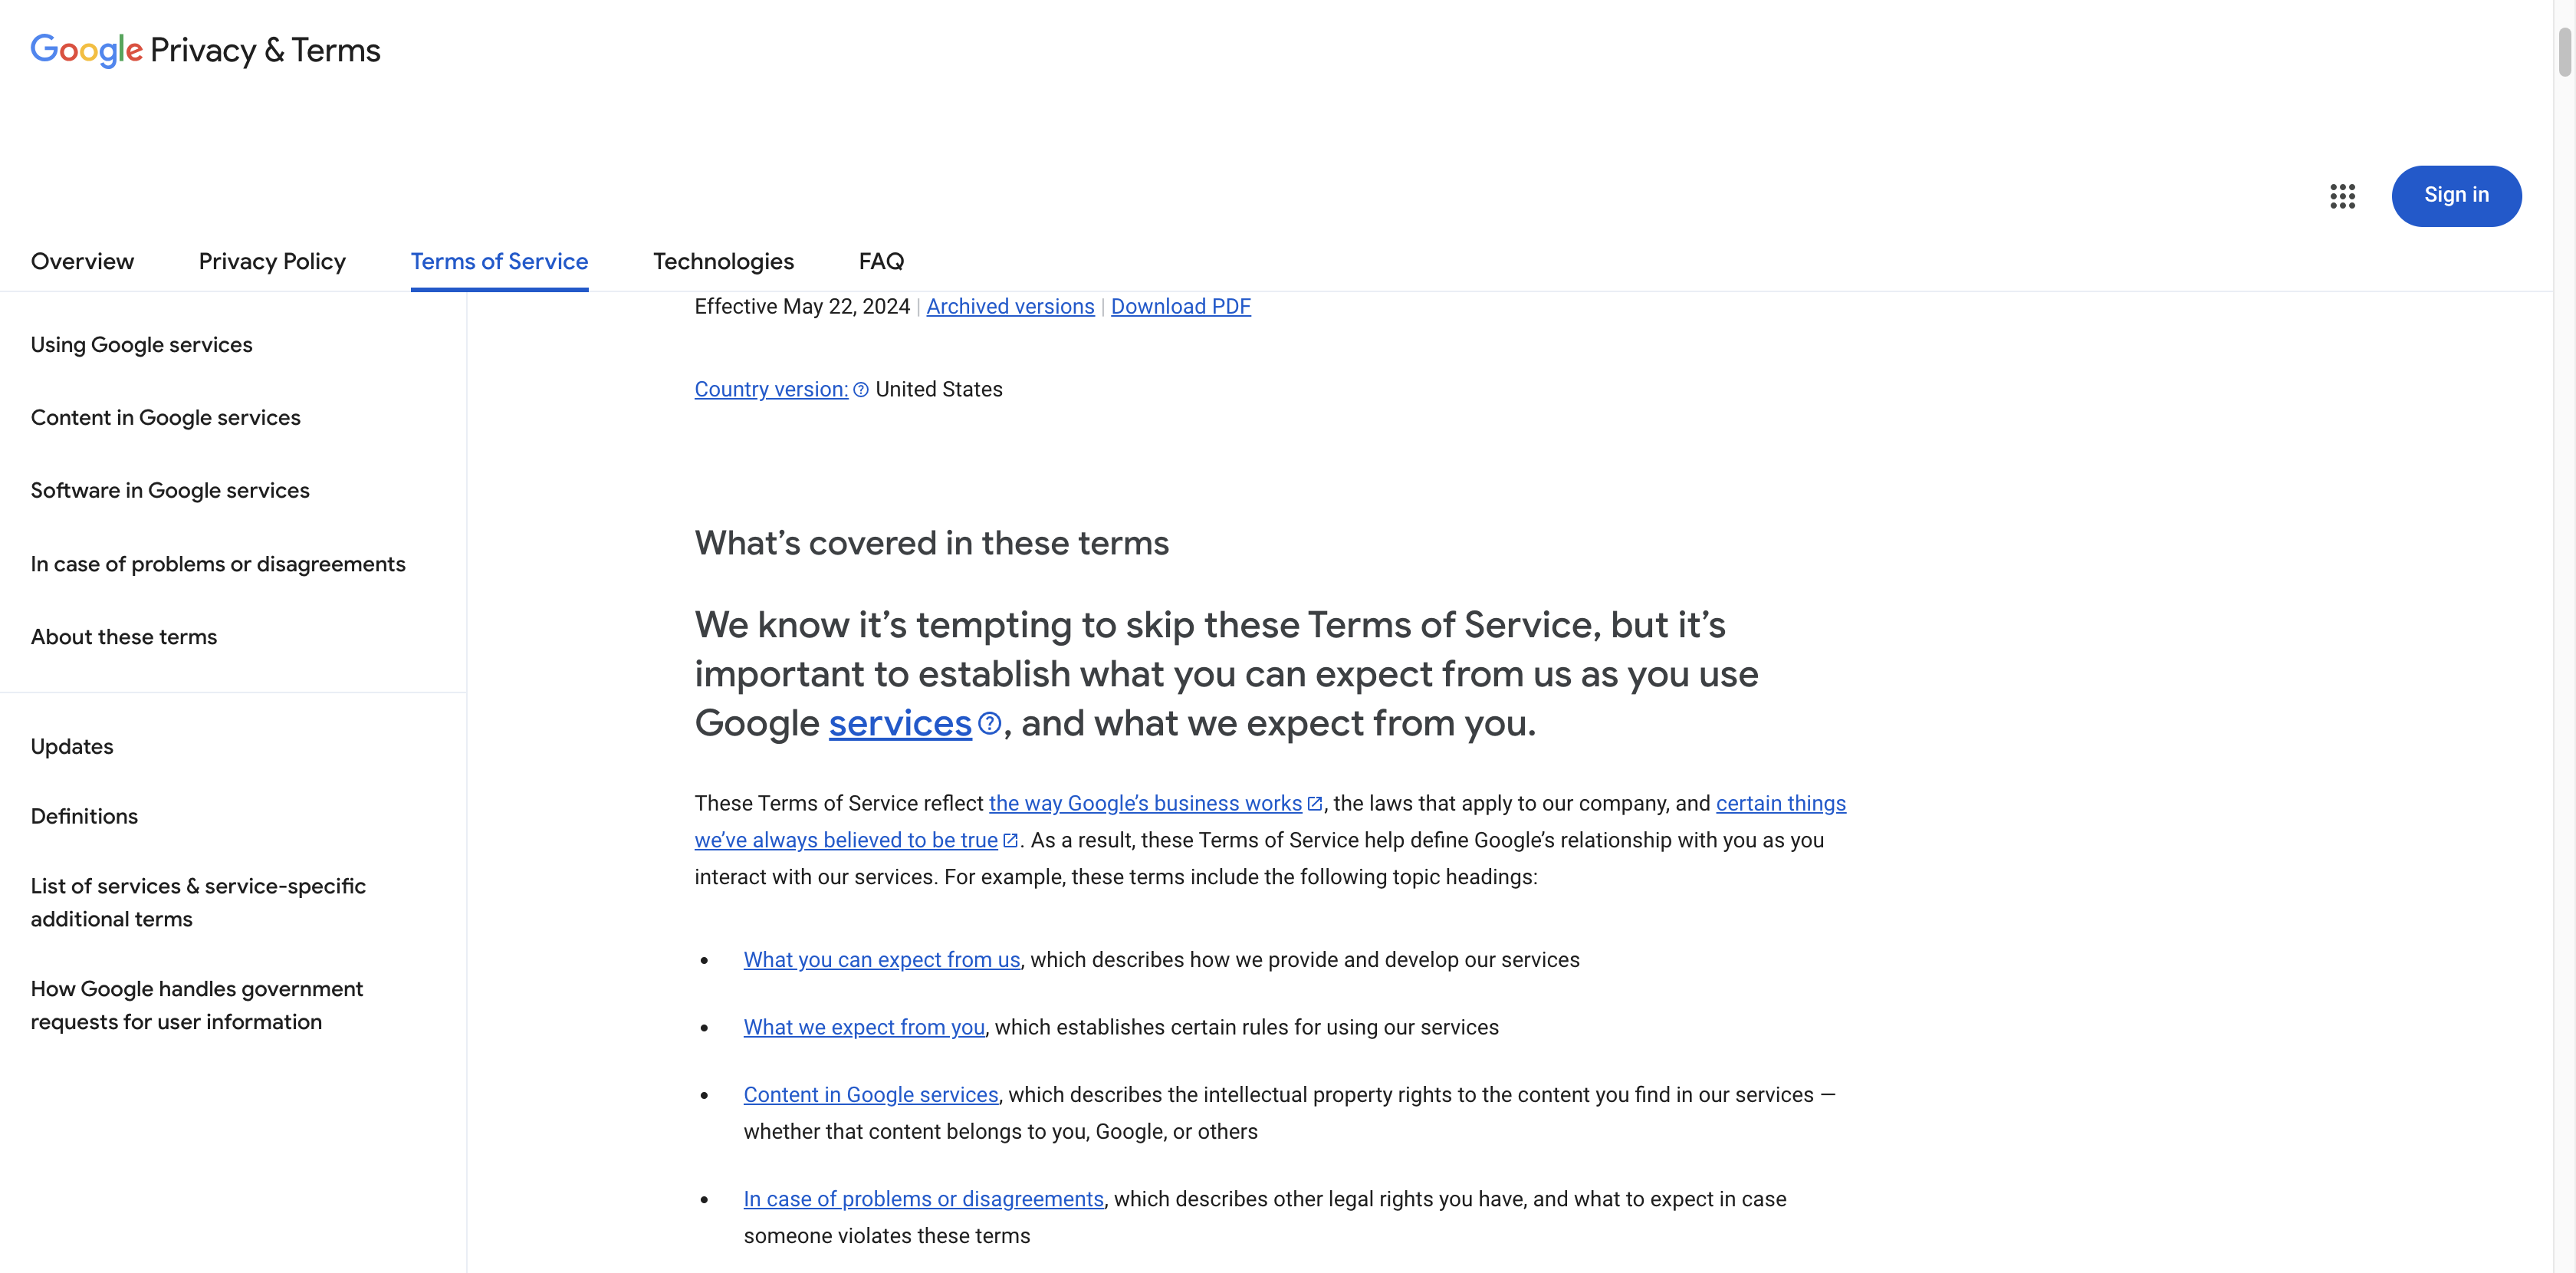 Google Privacy & Terms
Sign in
Overview
Privacy Policy
Terms of Service
Technologies
FAQ
Using Google services
Content in Google services
Software in Google services
In case of problems or disagreements
About these terms
Updates
Definitions
List of services & service-specific
additional terms
How Google handles government
requests for user information
Effective May 22, 2024 | Archived versions | Download PDF
Country version: United States
What’s covered in these terms
We know it’s tempting to skip these Terms of Service, but it’s
important to establish what you can expect from us as you use
Google services, and what we expect from you.
These Terms of Service reflect the way Google’s business works, the laws that apply to our company, and certain things
we’ve always believed to be true. As a result, these Terms of Service help define Google’s relationship with you as you
interact with our services. For example, these terms include the following topic headings:
• What you can expect from us, which describes how we provide and develop our services
• What we expect from you, which establishes certain rules for using our services
• Content in Google services, which describes the intellectual property rights to the content you find in our services —
whether that content belongs to you, Google, or others
• In case of problems or disagreements, which describes other legal rights you have, and what to expect in case
someone violates these terms